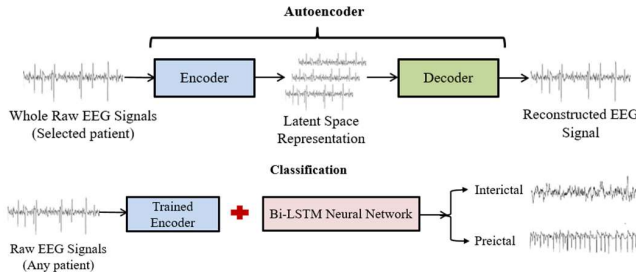 Autoencoder
Encoder
Decoder
Whole Raw EEG Signals
(Selected patient)
Latent Space
Representation
Reconstructed EEG
Signal
Classification
Trained
Encoder
Bi-LSTM Neural Network
Interictal
Preictal
Raw EEG Signals
(Any patient)